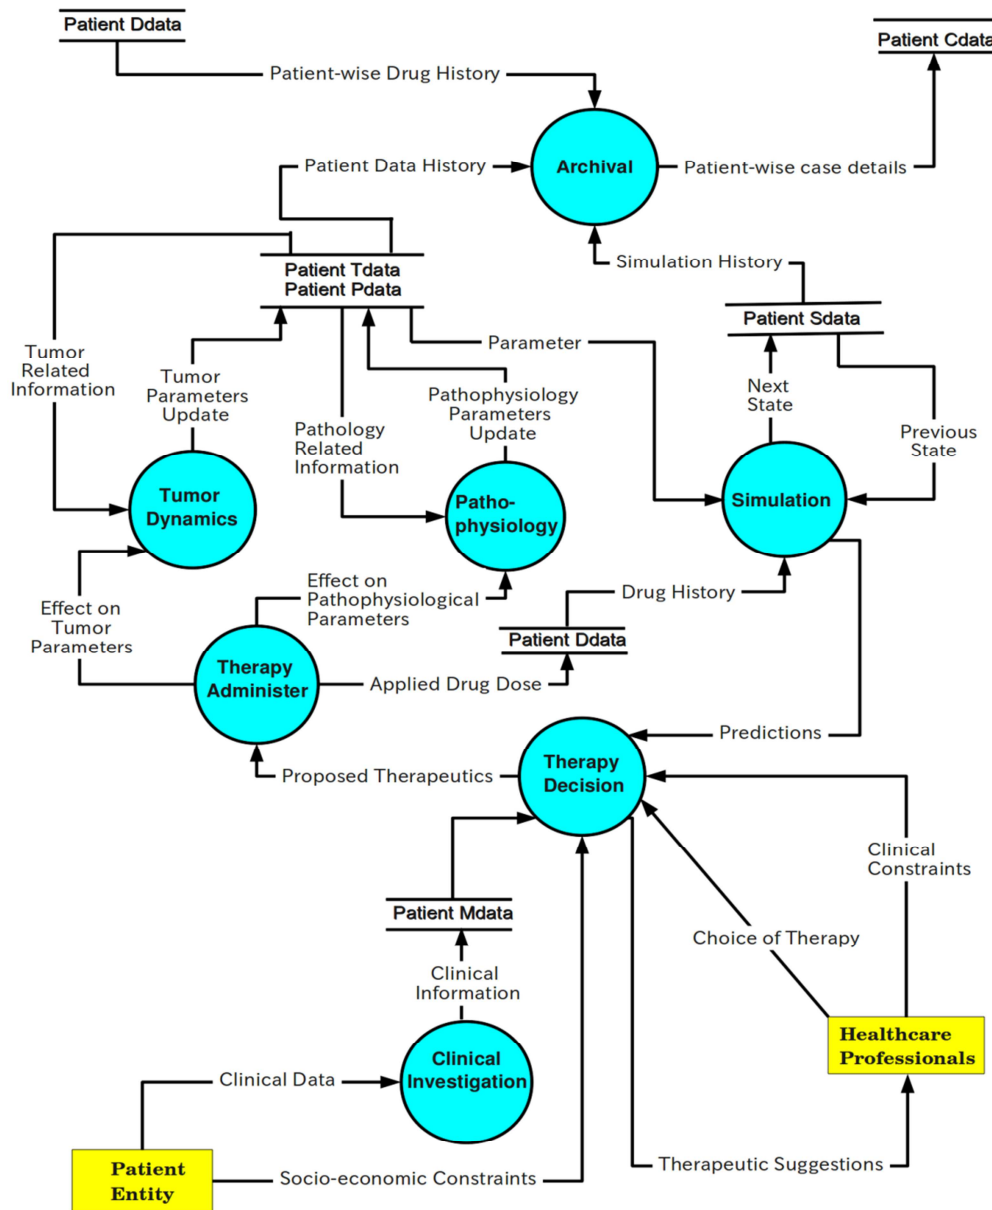 Patient Ddata
Patient Cdata
Patient-wise Drug History
Patient Data History
Archival
Patient-wise case details
Simulation History
Patient Tdata
Patient Pdata
Patient Sdata
Tumor
Related
Information
Tumor
Parameters
Update
Pathology
Related
Information
Pathophysiology
Parameters
Update
Parameter
Next
State
Previous
State
Tumor
Dynamics
Patho-
physiology
Simulation
Effect on
Tumor
Parameters
Effect on
Pathophysiological
Parameters
Drug History
Patient Ddata
Therapy
Administer
Applied Drug Dose
Predictions
Proposed Therapeutics
Therapy
Decision
Clinical
Constraints
Patient Mdata
Choice of Therapy
Clinical
Information
Healthcare
Professionals
Clinical Data
Clinical
Investigation
Patient
Entity
Socio-economic Constraints
Therapeutic Suggestions